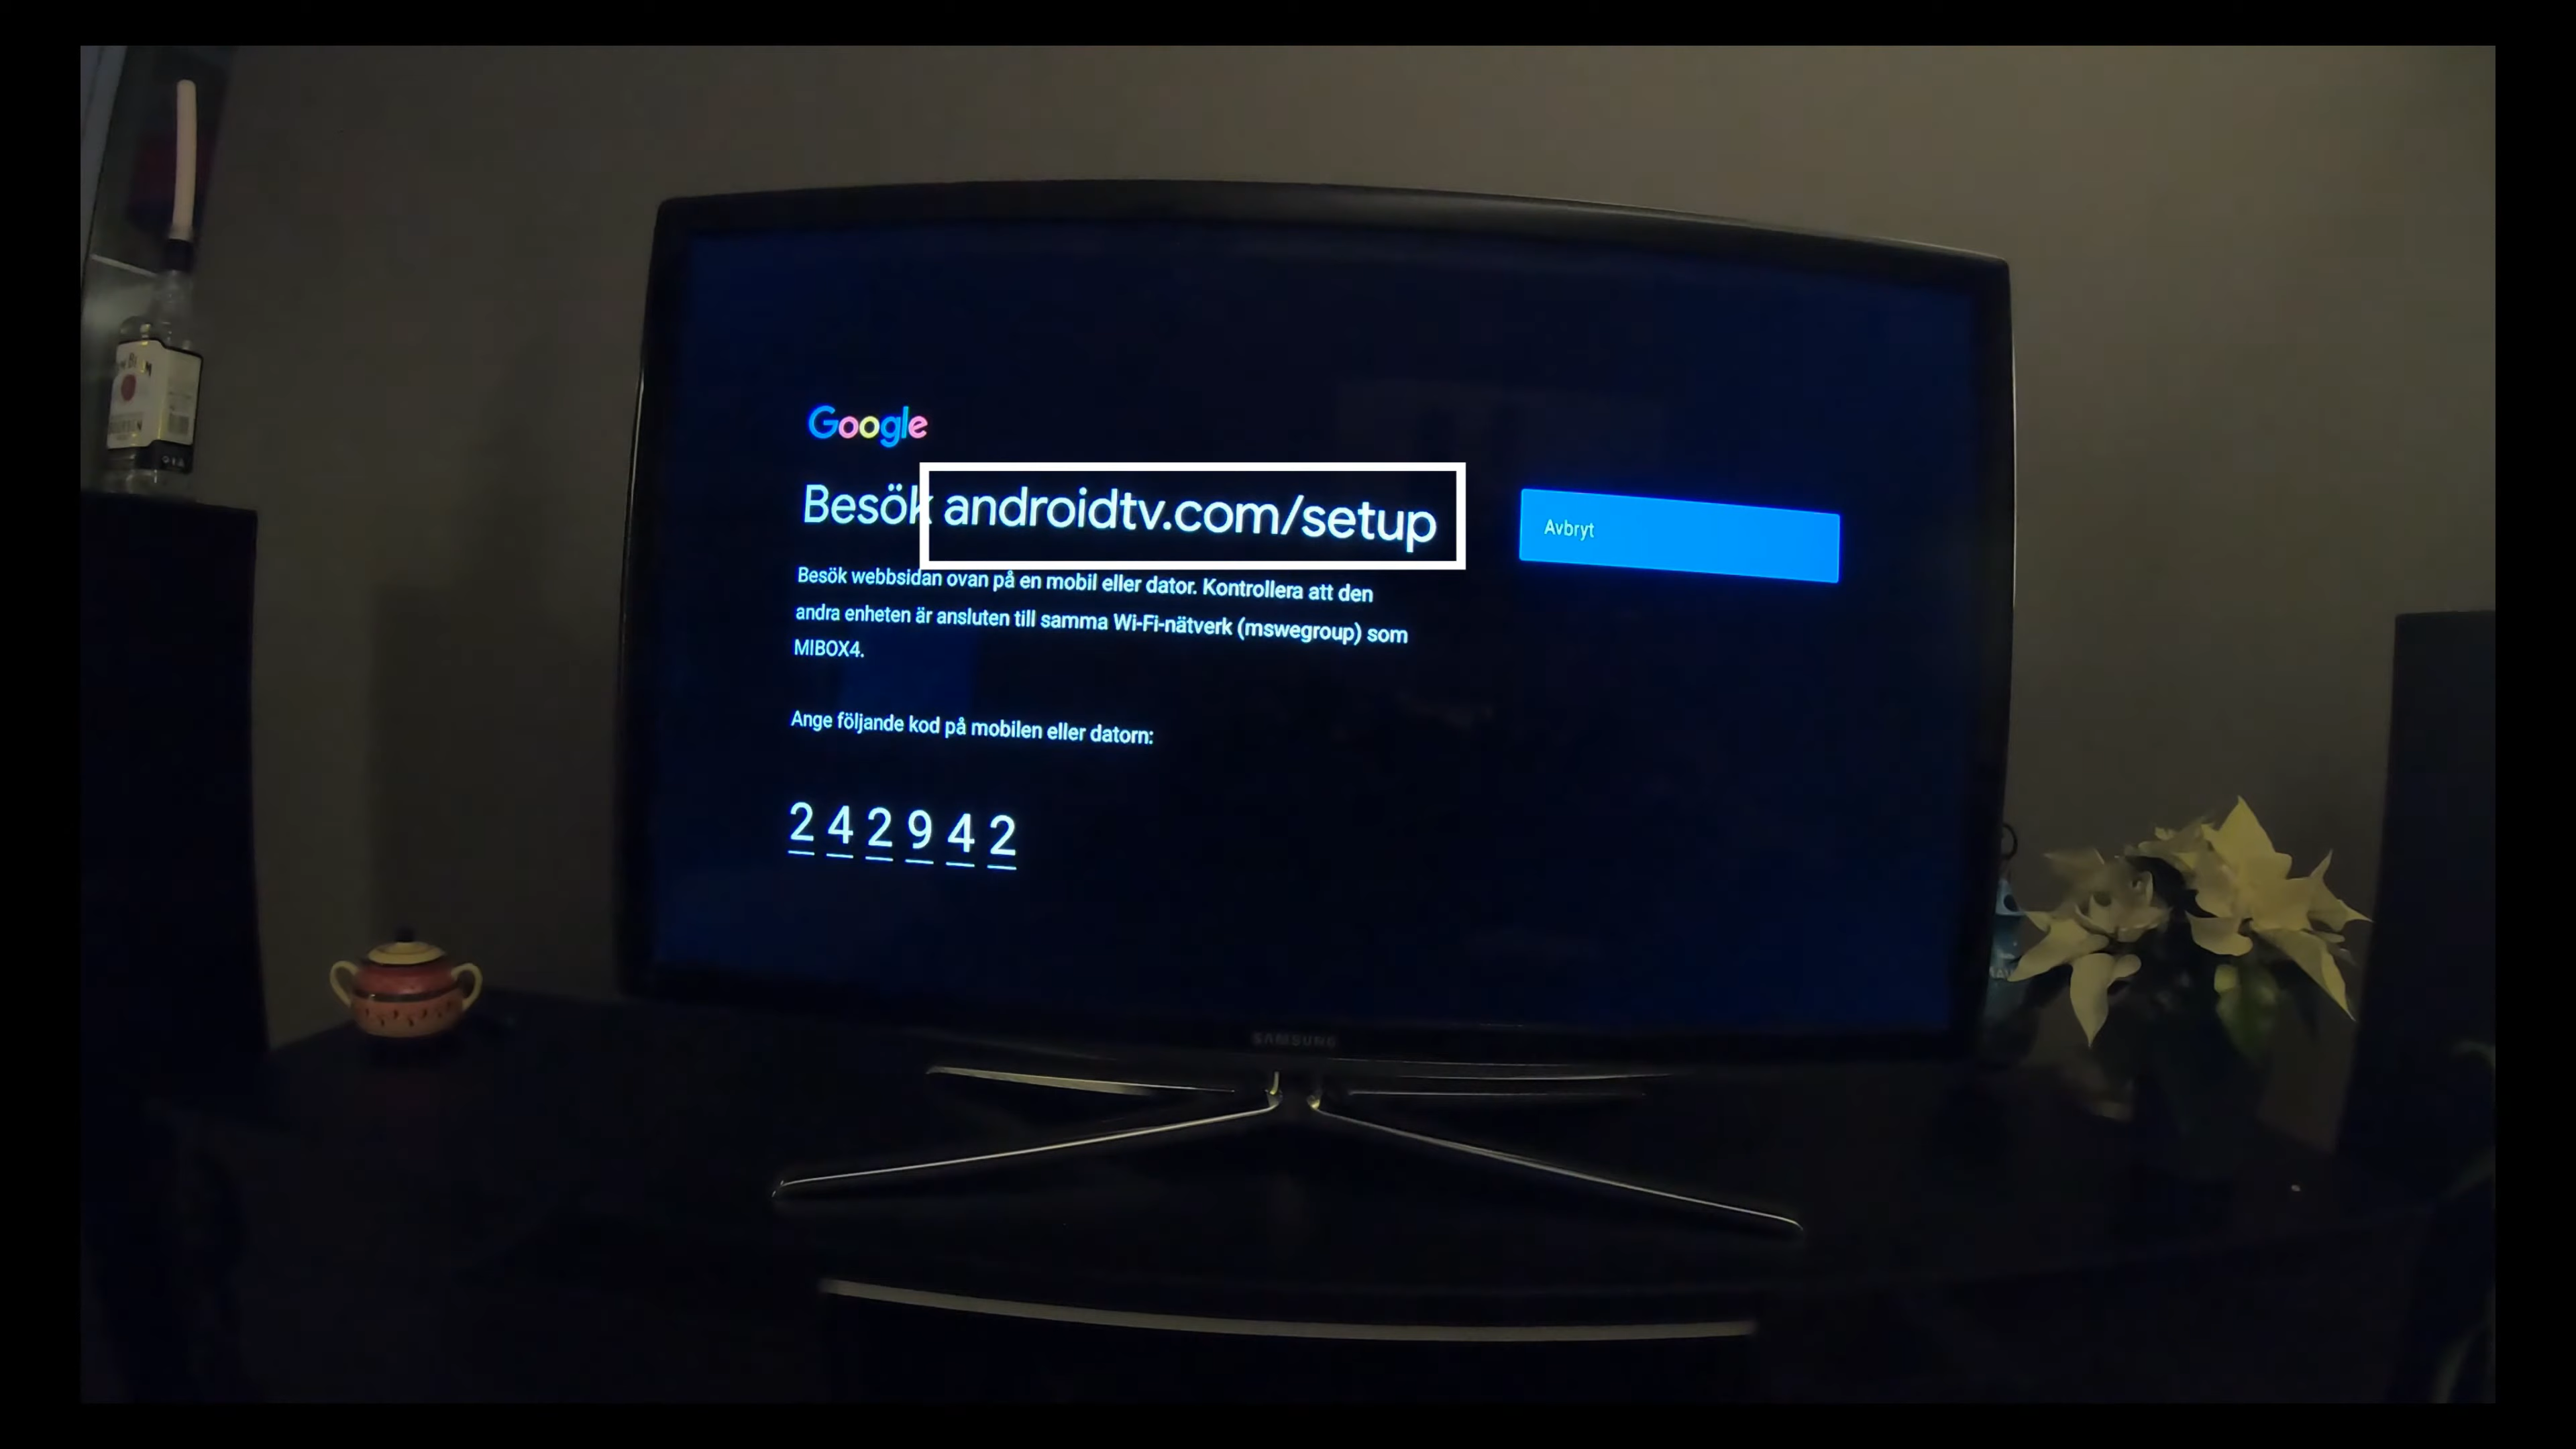 Google
Besök androidtv.com/setup
Avbryt
Besök webbsidan ovan på en mobil eller dator. Kontrollera att den
andra enheten är ansluten till samma Wi-Fi-nätverk (mswegroup) som
MIBOX4.
Ange följande kod på mobilen eller datorn:
2 4 2 9 4 2
SAMSUNG